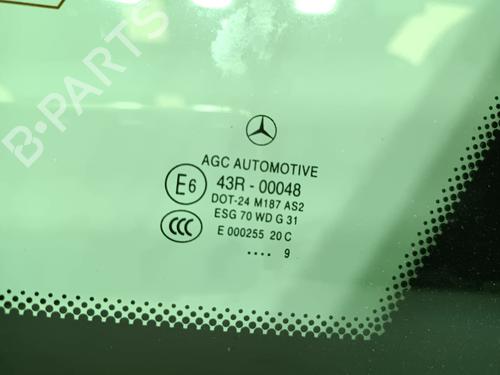 B-PARTS
AGC AUTOMOTIVE
E6 43R - 00048
DOT-24 M187 AS2
CCC ESG 70 WD G 31
E 000255 20 C
.... 9